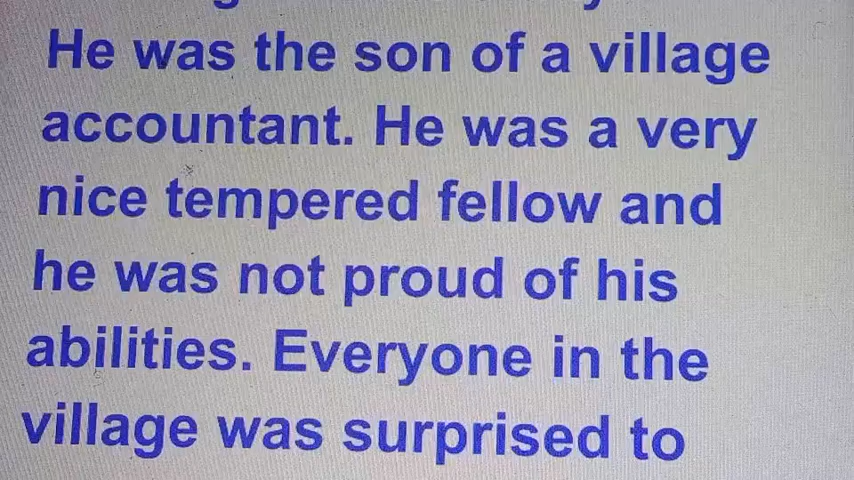 He was the son of a village
accountant. He was a very
nice tempered fellow and
he was not proud of his
abilities. Everyone in the
village was surprised to